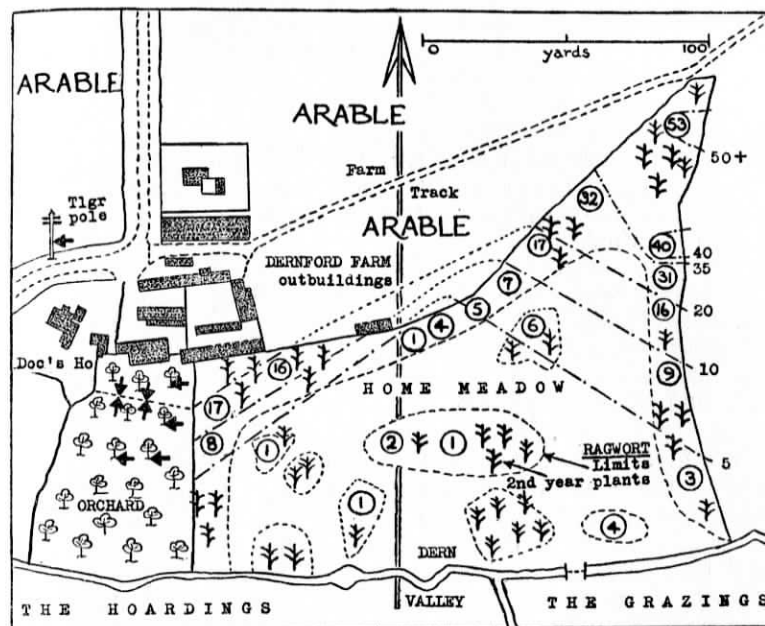 0 100
yards
ARABLE
ARABLE
53
50+
Farm
Track
32
Tlgr
pole
ARABLE
17
40
40
35
DERNFORD FARM
outbuildings
31
7
16
20
5
4
1
6
Doc's Ho
16
HOME MEADOW
9
10
17
8
2
1
1
RAGWORT
Limits
2nd year plants
5
3
1
4
ORCHARD
DERN
VALLEY
THE HOARDINGS
THE GRAZINGS